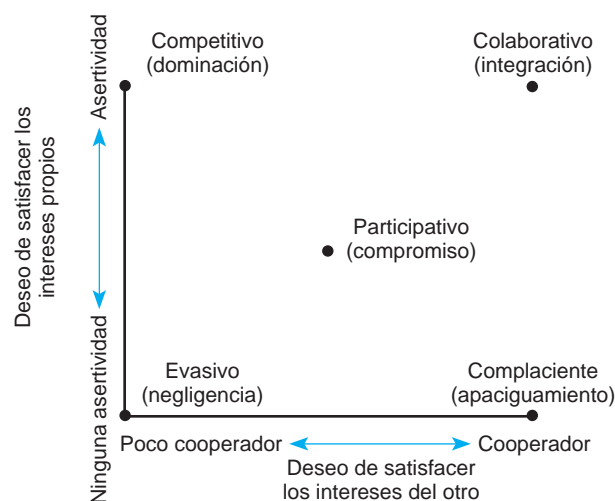 Competitivo
(dominación)
Colaborativo
(integración)
Asertividad
Deseo de satisfacer los
intereses propios
Participativo
(compromiso)
Ninguna asertividad
Evasivo
(negligencia)
Complaciente
(apaciguamiento)
Poco cooperador
Cooperador
Deseo de satisfacer
los intereses del otro